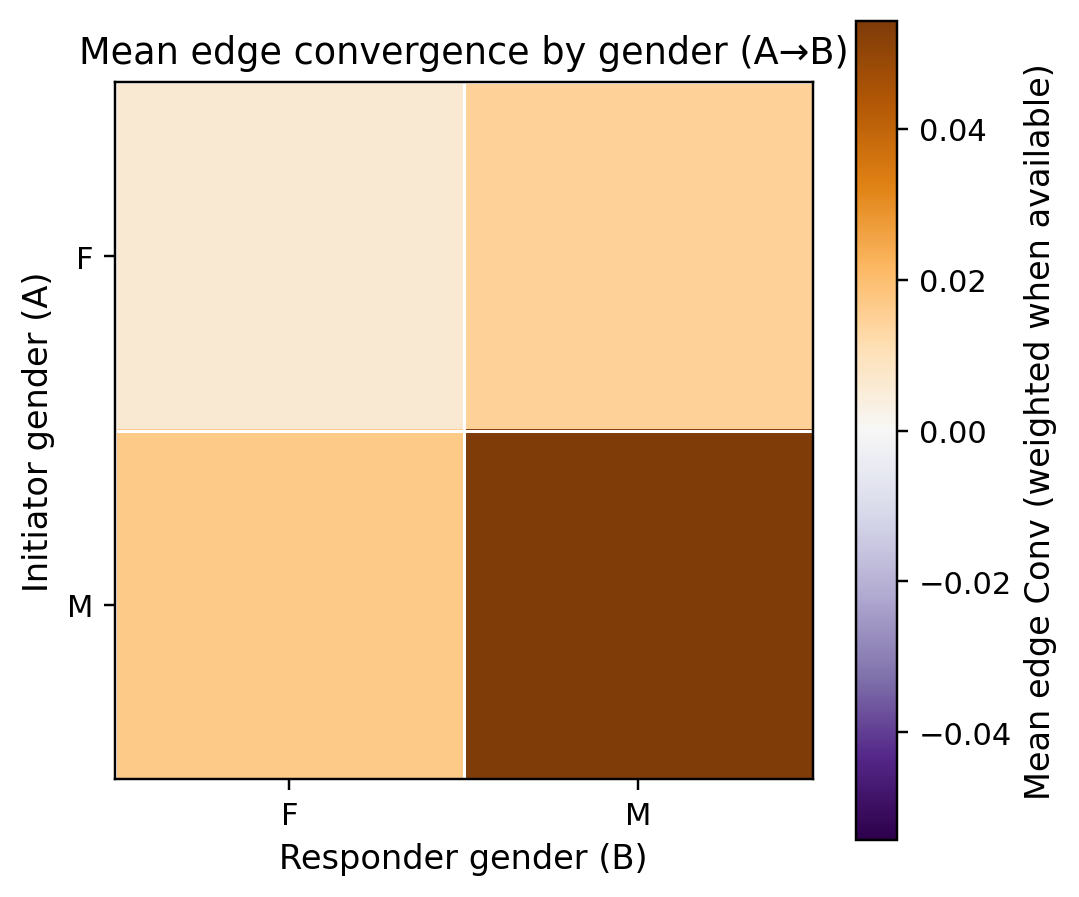 Mean edge convergence by gender (A→B)
Initiator gender (A)
F
M
F
M
Responder gender (B)
0.04
0.02
0.00
−0.02
−0.04
Mean edge Conv (weighted when available)